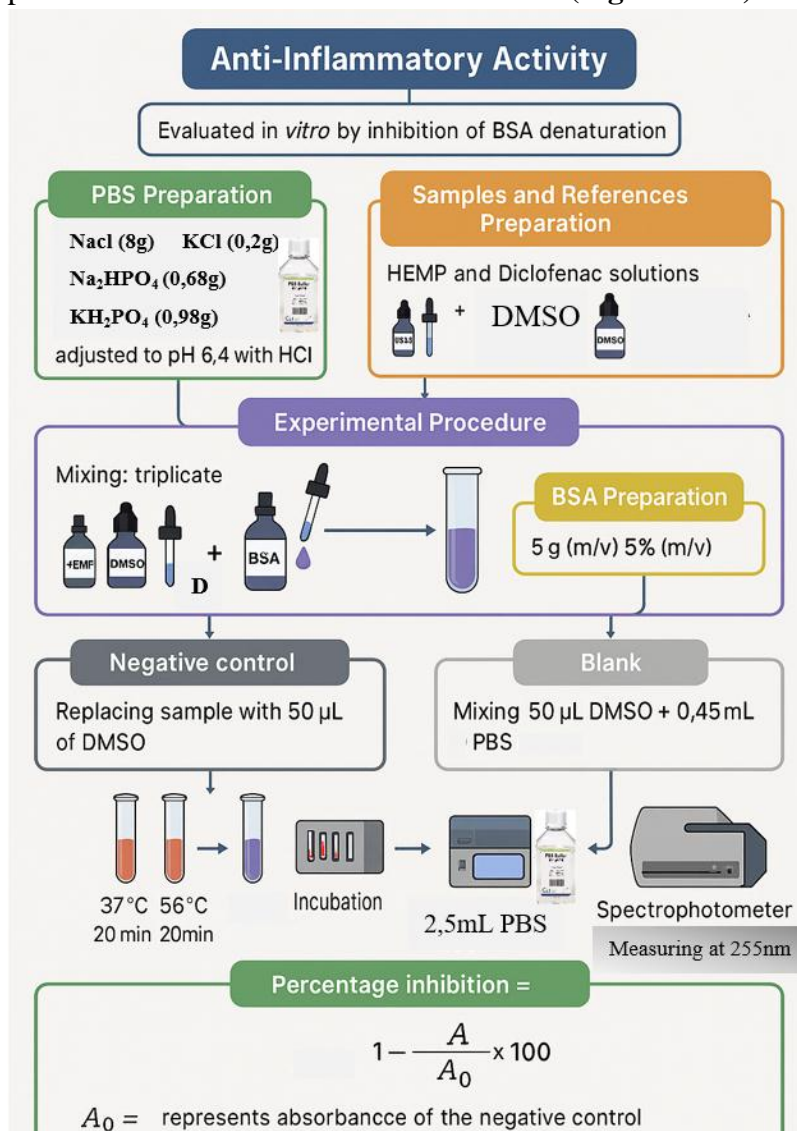 Anti-Inflammatory Activity
Evaluated in vitro by inhibition of BSA denaturation
PBS Preparation
Nacl (8g) KCl (0,2g)
Na₂HPO₄ (0,68g)
KH₂PO₄ (0,98g)
adjusted to pH 6,4 with HCl
Samples and References
Preparation
HEMP and Diclofenac solutions
+ DMSO
DMSO
Experimental Procedure
Mixing: triplicate
+EMF DMSO + BSA
D
BSA Preparation
5 g (m/v) 5% (m/v)
Negative control
Replacing sample with 50 µL
of DMSO
Blank
Mixing 50 µL DMSO + 0,45 mL
PBS
37 °C 56 °C
20 min 20min
Incubation
2,5mL PBS
Spectrophotometer
Measuring at 255nm
Percentage inhibition =
1 − A / A₀ x 100
A₀ = represents absorbancce of the negative control